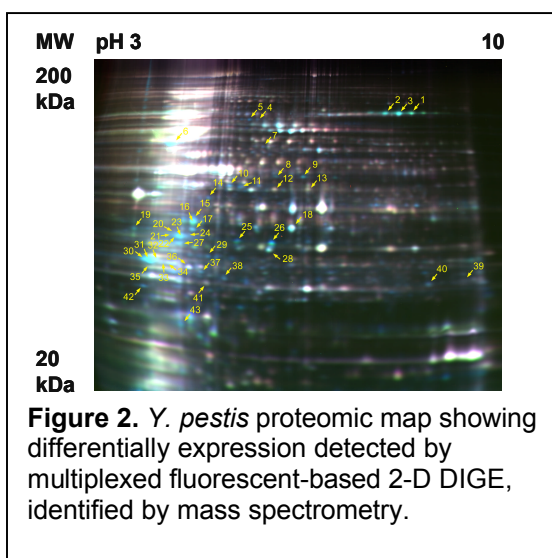 MW pH 3 10
200
kDa
2 3 1
5 4
6
7
8 9
10
14 11 12 13
15
16
19 17 18
20 23 24 25 26
21
27 29
31
30 28
37 38
35 34 40 39
42 41
43
20
kDa
Figure 2. Y. pestis proteomic map showing
differentially expression detected by
multiplexed fluorescent-based 2-D DIGE,
identified by mass spectrometry.